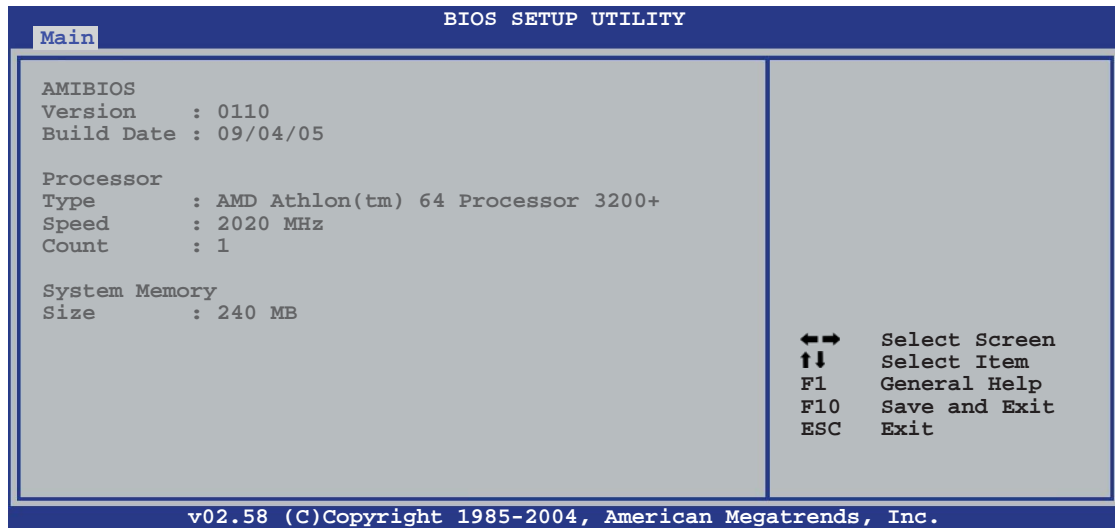 BIOS SETUP UTILITY
Main
AMIBIOS
Version : 0110
Build Date : 09/04/05
Processor
Type : AMD Athlon(tm) 64 Processor 3200+
Speed : 2020 MHz
Count : 1
System Memory
Size : 240 MB
←→ Select Screen
↑↓ Select Item
F1 General Help
F10 Save and Exit
ESC Exit
v02.58 (C)Copyright 1985-2004, American Megatrends, Inc.